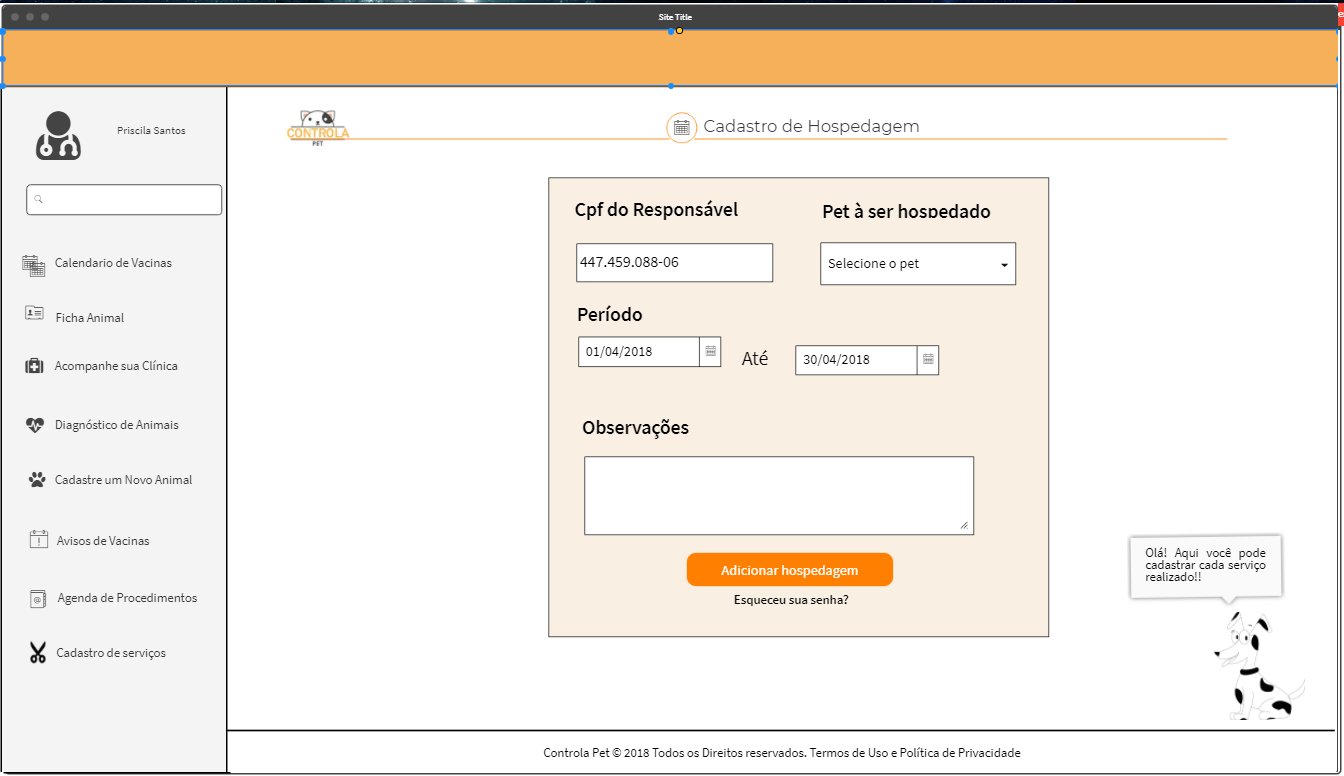 Site Title
e
Priscila Santos
Calendario de Vacinas
Ficha Animal
Acompanhe sua Clínica
Diagnóstico de Animais
Cadastre um Novo Animal
Avisos de Vacinas
Agenda de Procedimentos
Cadastro de serviços
CONTROLA
PET
Cadastro de Hospedagem
Cpf do Responsável
Pet à ser hospedado
447.459.088-06
Selecione o pet
Período
01/04/2018
Até
30/04/2018
Observações
Adicionar hospedagem
Esqueceu sua senha?
Olá! Aqui você pode
cadastrar cada serviço
realizado!!
Controla Pet © 2018 Todos os Direitos reservados. Termos de Uso e Política de Privacidade